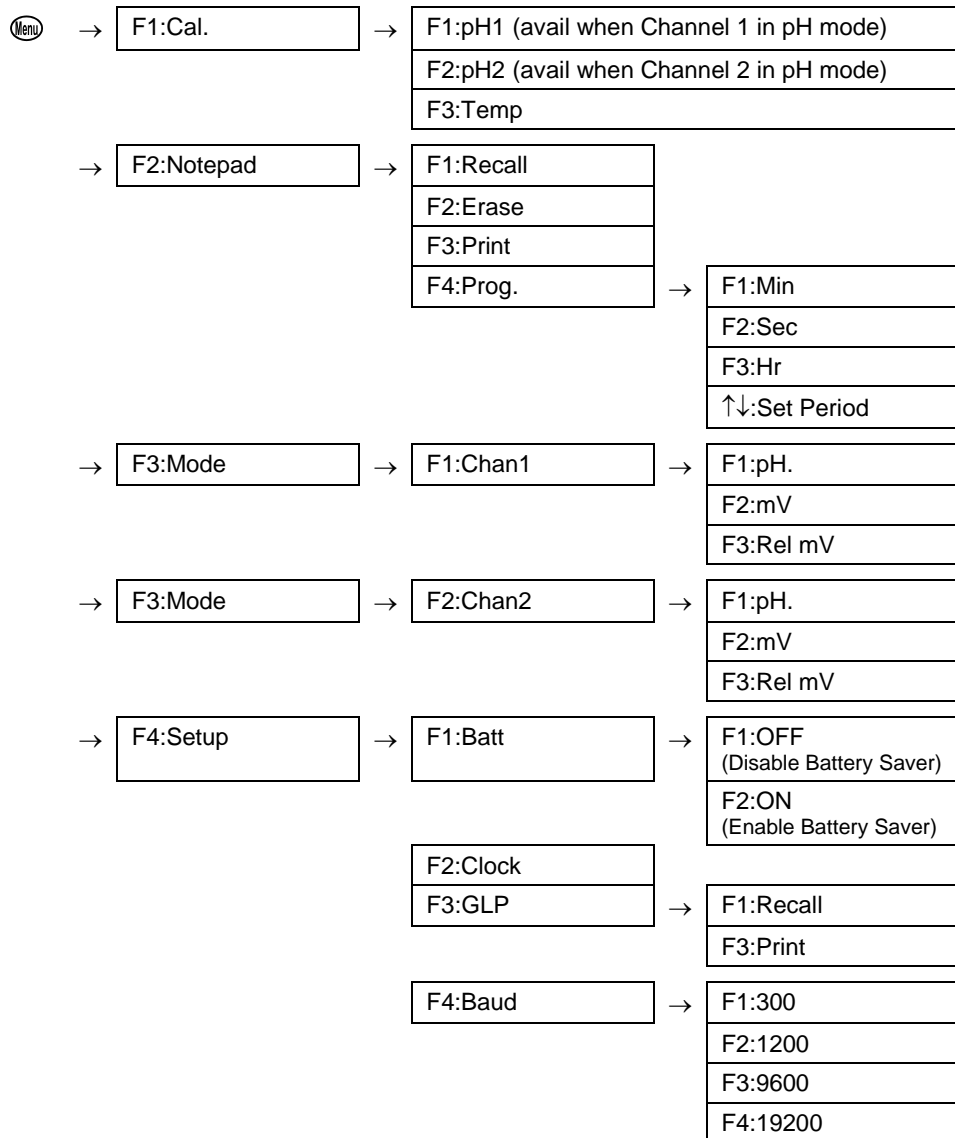 Menu → F1:Cal. → F1:pH1 (avail when Channel 1 in pH mode)
F2:pH2 (avail when Channel 2 in pH mode)
F3:Temp
→ F2:Notepad → F1:Recall
F2:Erase
F3:Print
F4:Prog. → F1:Min
F2:Sec
F3:Hr
↑↓:Set Period
→ F3:Mode → F1:Chan1 → F1:pH.
F2:mV
F3:Rel mV
→ F3:Mode → F2:Chan2 → F1:pH.
F2:mV
F3:Rel mV
→ F4:Setup → F1:Batt → F1:OFF
(Disable Battery Saver)
F2:ON
(Enable Battery Saver)
F2:Clock
F3:GLP → F1:Recall
F3:Print
F4:Baud → F1:300
F2:1200
F3:9600
F4:19200